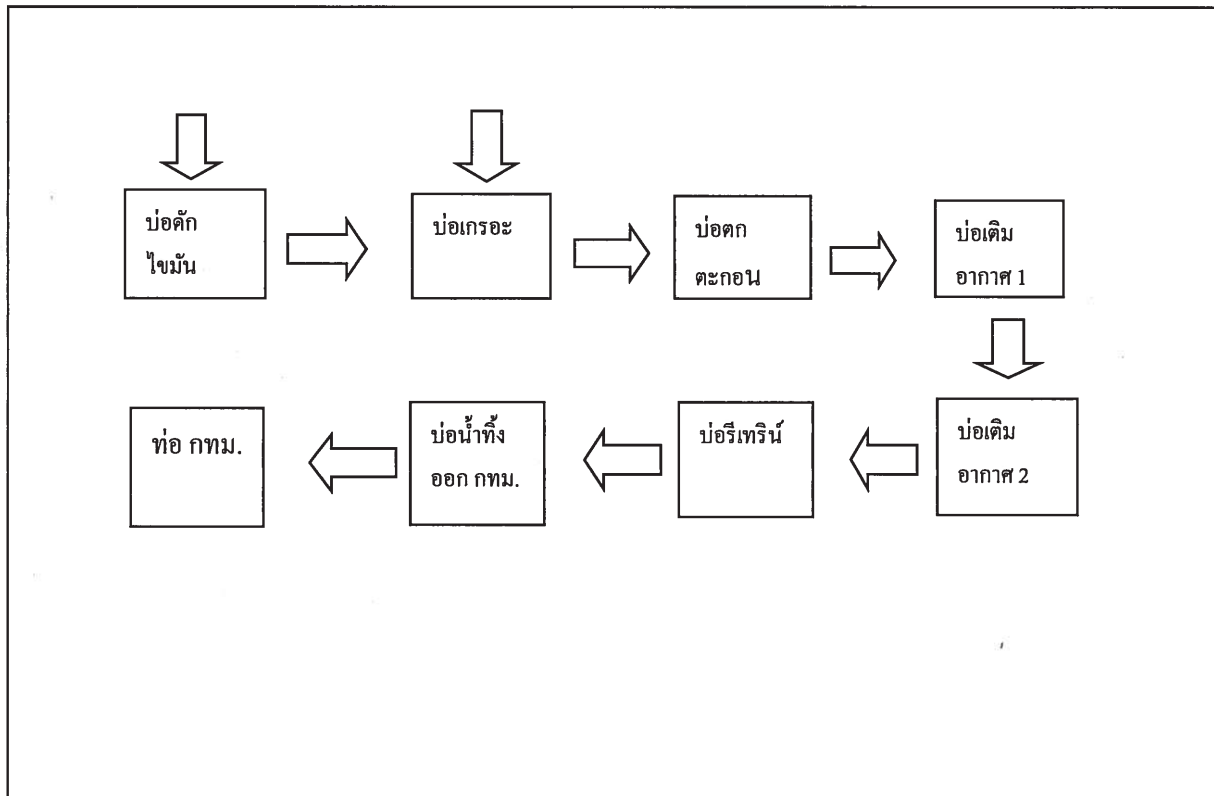 บ่อดัก
ไขมัน
บ่อเกรอะ
บ่อตก
ตะกอน
บ่อเติม
อากาศ 1
บ่อเติม
อากาศ 2
บ่อรีเทริน์
บ่อน้ำทิ้ง
ออก กทม.
ท่อ กทม.